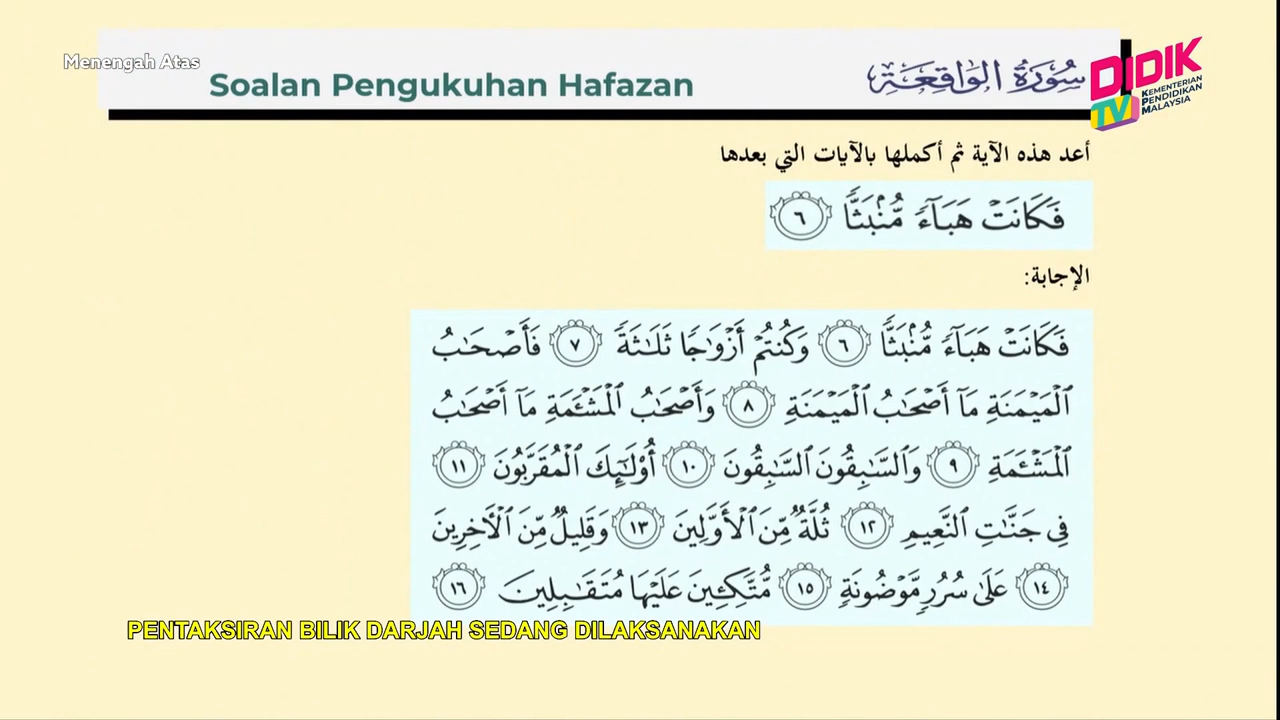 Menengah Atas
Soalan Pengukuhan Hafazan
سُورَةُ الوَاقِعَة
DIDIK
TV
KEMENTERIAN
PENDIDIKAN
MALAYSIA
أعد هذه الآية ثم أكملها بالآيات التي بعدها
فَكَانَتۡ هَبَآءٗ مُّنۢبَثّٗا ٦
الإجابة:
فَكَانَتۡ هَبَآءٗ مُّنۢبَثّٗا ٦ وَكُنتُمۡ أَزۡوَٰجٗا ثَلَٰثَةٗ ٧ فَأَصۡحَٰبُ
ٱلۡمَيۡمَنَةِ مَآ أَصۡحَٰبُ ٱلۡمَيۡمَنَةِ ٨ وَأَصۡحَٰبُ ٱلۡمَشۡـَٔمَةِ مَآ أَصۡحَٰبُ
ٱلۡمَشۡـَٔمَةِ ٩ وَٱلسَّٰبِقُونَ ٱلسَّٰبِقُونَ ١٠ أُوْلَٰٓئِكَ ٱلۡمُقَرَّبُونَ ١١
فِي جَنَّٰتِ ٱلنَّعِيمِ ١٢ ثُلَّةٞ مِّنَ ٱلۡأَوَّلِينَ ١٣ وَقَلِيلٞ مِّنَ ٱلۡأٓخِرِينَ
١٤ عَلَىٰ سُرُرٖ مَّوۡضُونَةٖ ١٥ مُّتَّكِـِٔينَ عَلَيۡهَا مُتَقَٰبِلِينَ ١٦
PENTAKSIRAN BILIK DARJAH SEDANG DILAKSANAKAN